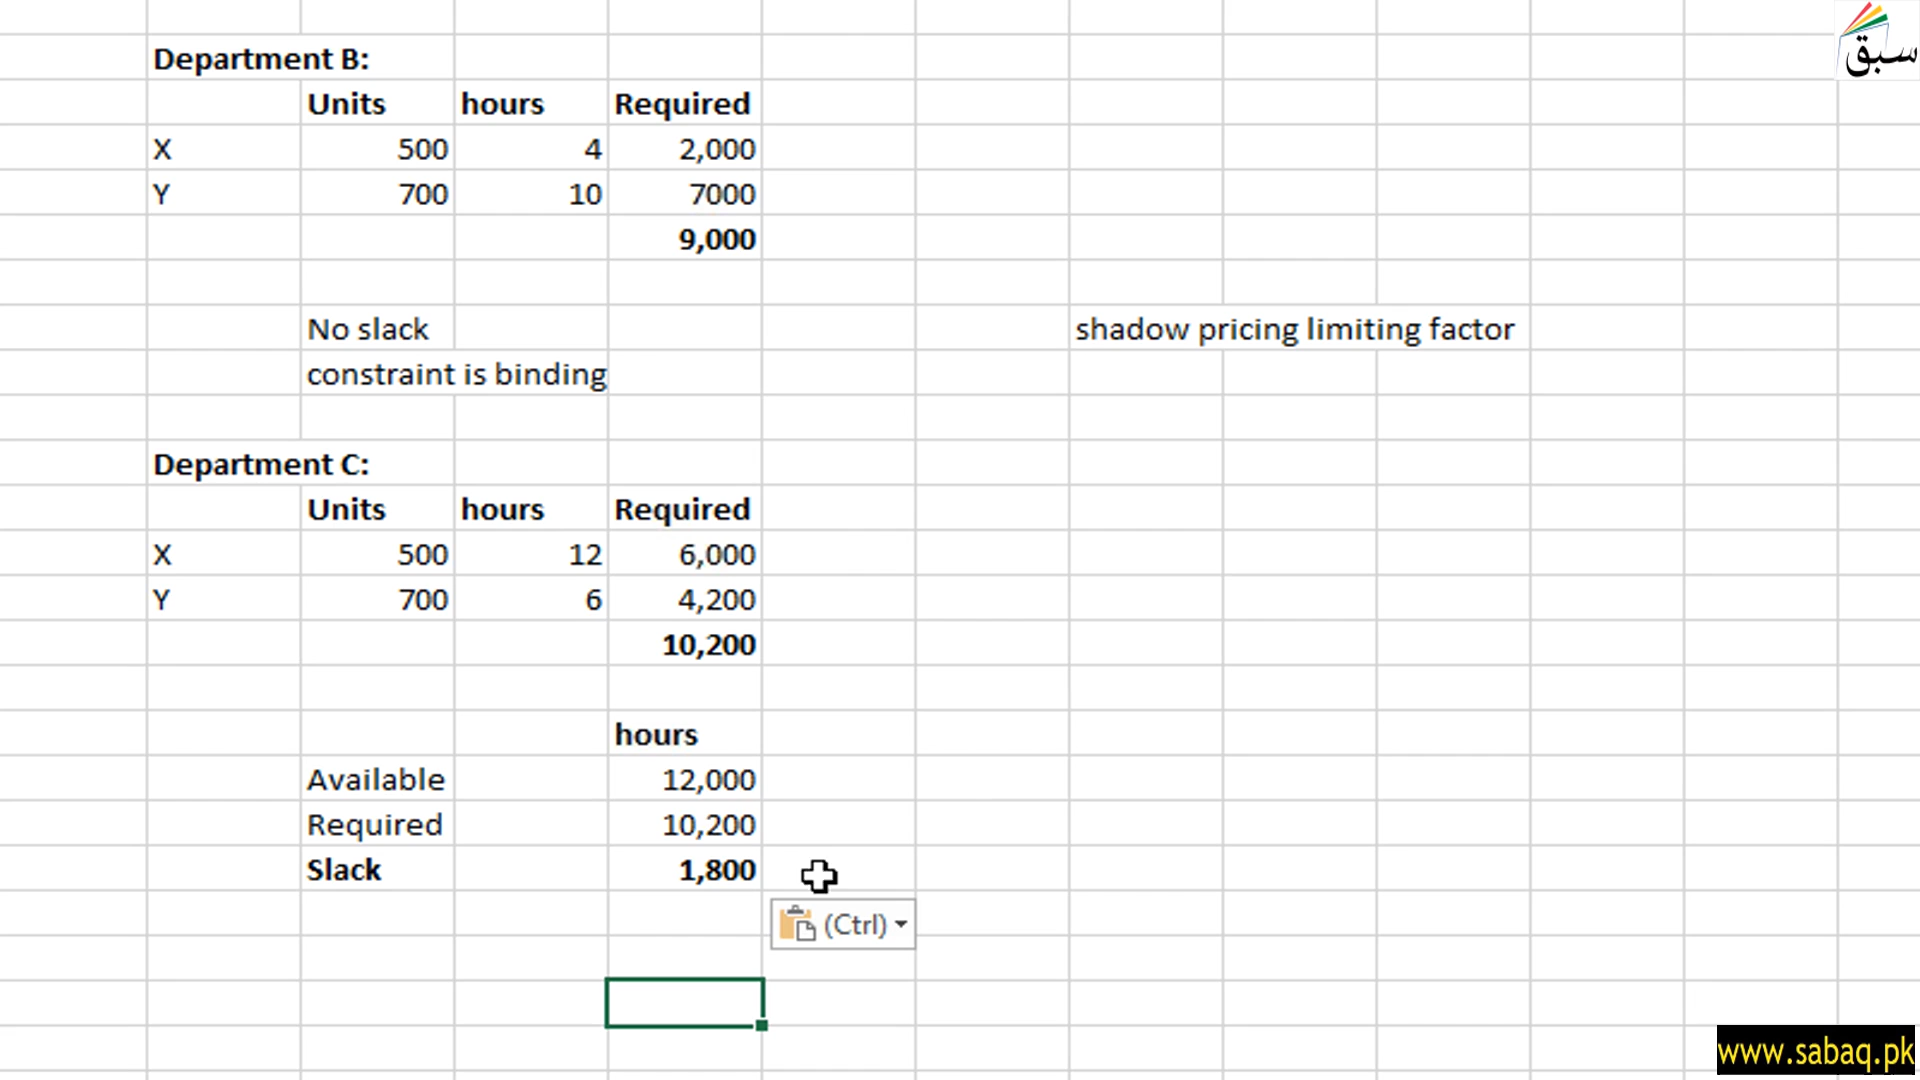 سبق
Department B:
Units hours Required
X 500 4 2,000
Y 700 10 7000
9,000
No slack shadow pricing limiting factor
constraint is binding
Department C:
Units hours Required
X 500 12 6,000
Y 700 6 4,200
10,200
hours
Available 12,000
Required 10,200
Slack 1,800
(Ctrl)
www.sabaq.pk